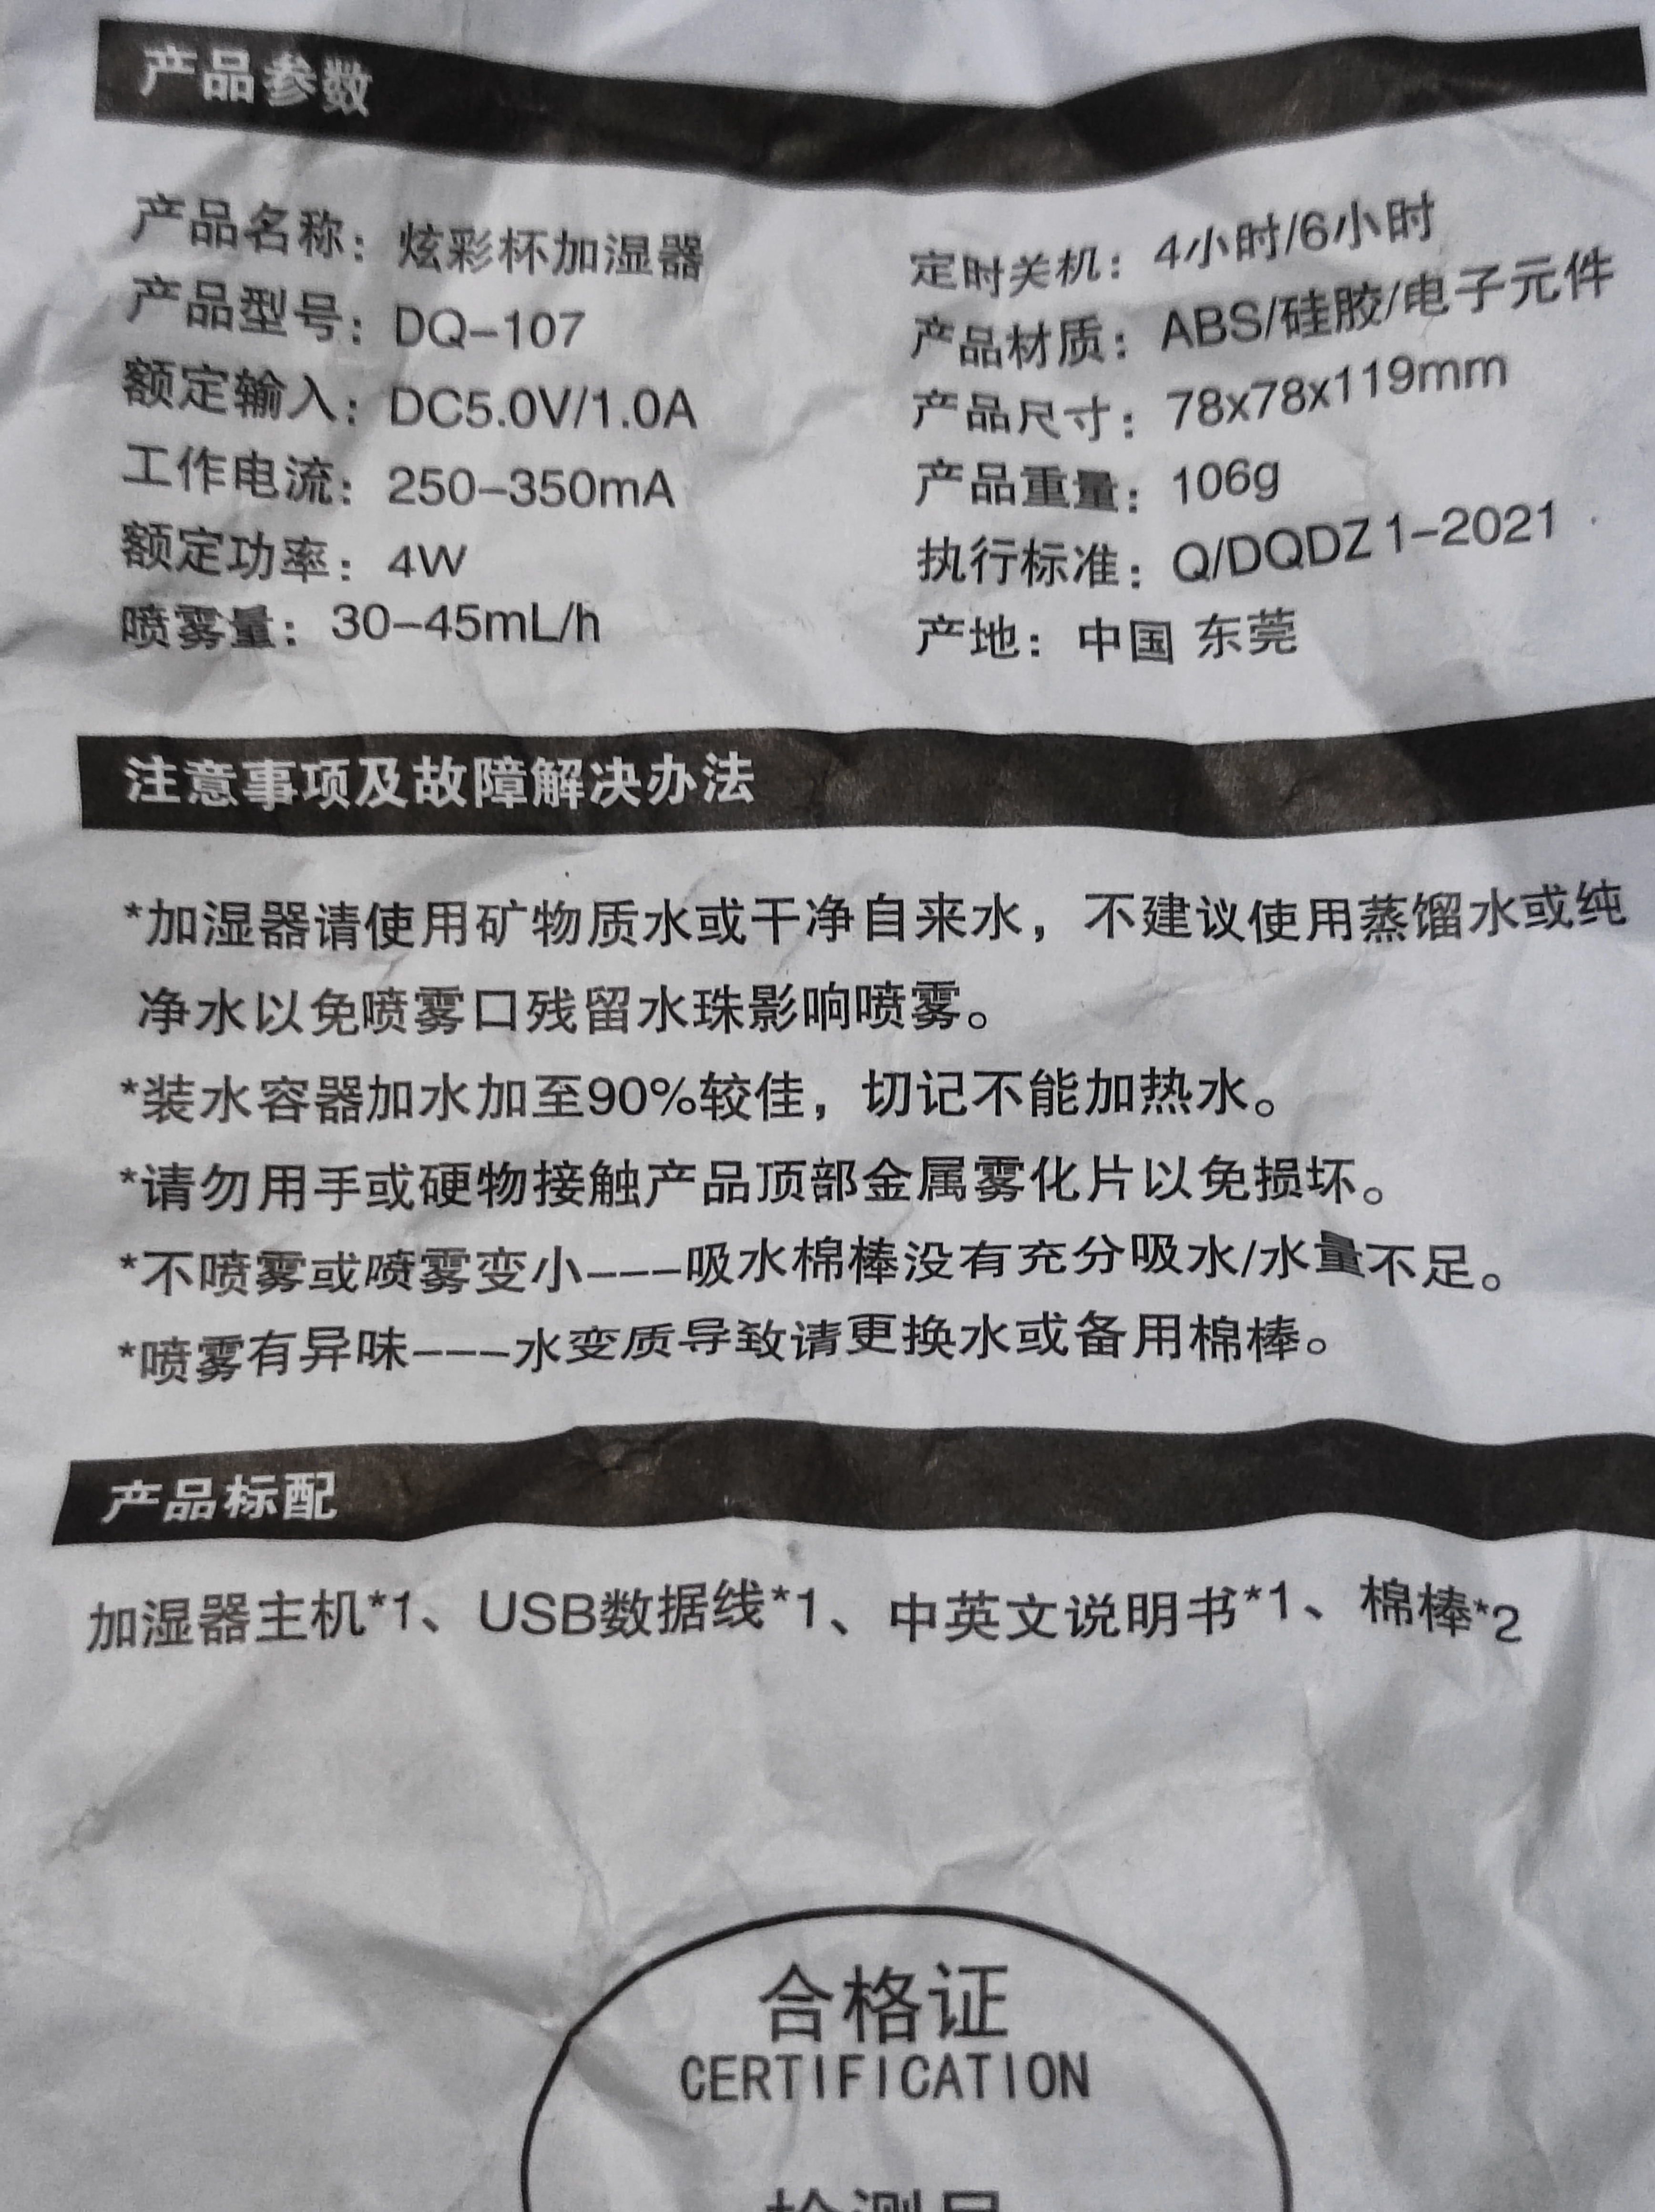 产品参数
产品名称：炫彩杯加湿器
产品型号：DQ-107
额定输入：DC5.0V/1.0A
工作电流：250-350mA
额定功率：4W
喷雾量：30-45mL/h
定时关机：4小时/6小时
产品材质：ABS/硅胶/电子元件
产品尺寸：78x78x119mm
产品重量：106g
执行标准：Q/DQDZ 1-2021
产地：中国 东莞
注意事项及故障解决办法
*加湿器请使用矿物质水或干净自来水，不建议使用蒸馏水或纯
净水以免喷雾口残留水珠影响喷雾。
*装水容器加水加至90%较佳，切记不能加热水。
*请勿用手或硬物接触产品顶部金属雾化片以免损坏。
*不喷雾或喷雾变小---吸水棉棒没有充分吸水/水量不足。
*喷雾有异味---水变质导致请更换水或备用棉棒。
产品标配
加湿器主机*1、USB数据线*1、中英文说明书*1、棉棒*2
合格证
CERTIFICATION